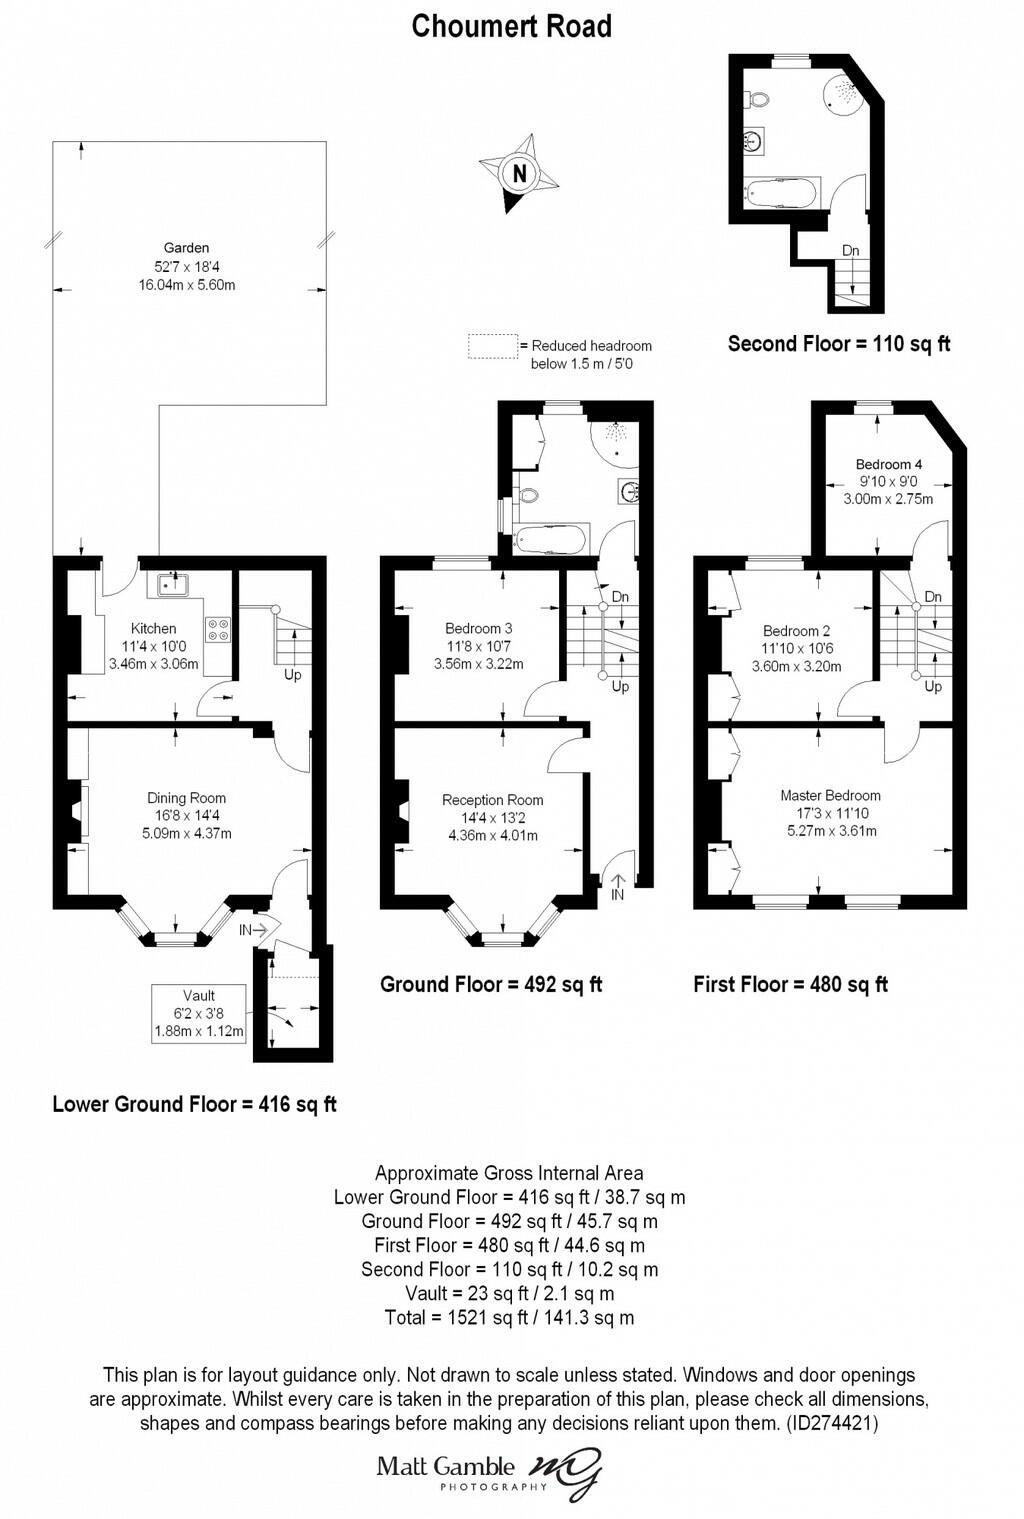 Choumert Road
N
Garden
52'7 x 18'4
16.04m x 5.60m
= Reduced headroom
below 1.5 m / 5'0
Dn
Second Floor = 110 sq ft
Kitchen
11'4 x 10'0
3.46m x 3.06m
Up
Dining Room
16'8 x 14'4
5.09m x 4.37m
IN
Vault
6'2 x 3'8
1.88m x 1.12m
Lower Ground Floor = 416 sq ft
Dn
Bedroom 3
11'8 x 10'7
3.56m x 3.22m
Up
Reception Room
14'4 x 13'2
4.36m x 4.01m
IN
Ground Floor = 492 sq ft
Bedroom 4
9'10 x 9'0
3.00m x 2.75m
Dn
Bedroom 2
11'10 x 10'6
3.60m x 3.20m
Up
Master Bedroom
17'3 x 11'10
5.27m x 3.61m
First Floor = 480 sq ft
Approximate Gross Internal Area
Lower Ground Floor = 416 sq ft / 38.7 sq m
Ground Floor = 492 sq ft / 45.7 sq m
First Floor = 480 sq ft / 44.6 sq m
Second Floor = 110 sq ft / 10.2 sq m
Vault = 23 sq ft / 2.1 sq m
Total = 1521 sq ft / 141.3 sq m
This plan is for layout guidance only. Not drawn to scale unless stated. Windows and door openings
are approximate. Whilst every care is taken in the preparation of this plan, please check all dimensions,
shapes and compass bearings before making any decisions reliant upon them. (ID274421)
Matt Gamble mg
PHOTOGRAPHY